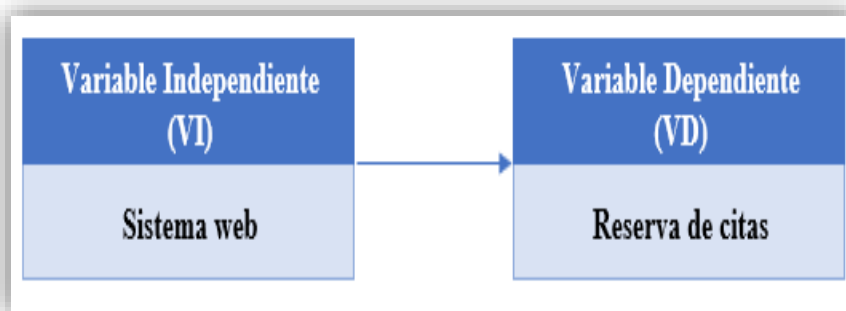 Variable Independiente
(VI)
Sistema web
Variable Dependiente
(VD)
Reserva de citas